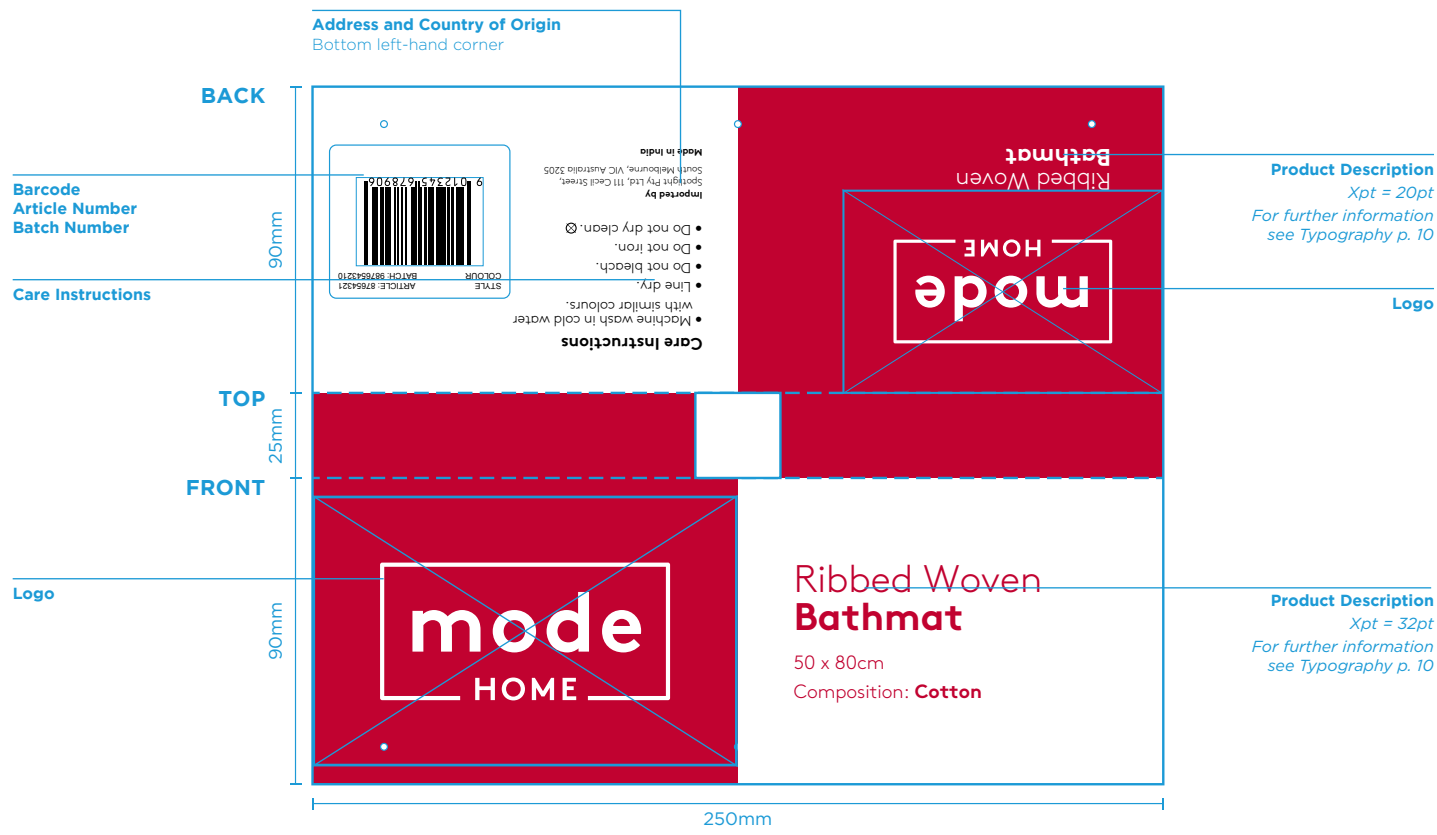 Address and Country of Origin
Bottom left-hand corner
BACK
Barcode
Article Number
Batch Number
90mm
Care Instructions
Made in India
South Melbourne, VIC Australia 3205
Spotlight Pty Ltd, 111 Cecil Street,
Imported by
9 012345 678906
STYLE ARTICLE: 87654321
COLOUR BATCH: 9876543210
Care Instructions
• Machine wash in cold water
with similar colours.
• Line dry.
• Do not bleach.
• Do not iron.
• Do not dry clean.
Ribbed Woven
Bathmat
mode
HOME
Product Description
Xpt = 20pt
For further information
see Typography p. 10
Logo
TOP
25mm
FRONT
Logo
90mm
mode
HOME
Ribbed Woven
Bathmat
50 x 80cm
Composition: Cotton
Product Description
Xpt = 32pt
For further information
see Typography p. 10
250mm